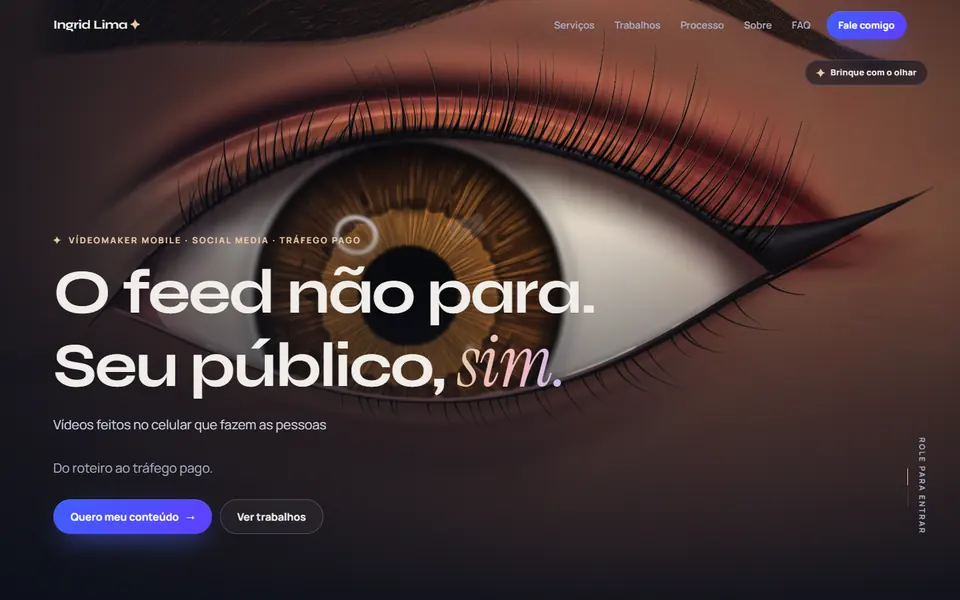 Ingrid Lima
Serviços
Trabalhos
Processo
Sobre
FAQ
Fale comigo
Brinque com o olhar
VÍDEOMAKER MOBILE · SOCIAL MEDIA · TRÁFEGO PAGO
O feed não para.
Seu público, sim.
Vídeos feitos no celular que fazem as pessoas
Do roteiro ao tráfego pago.
Quero meu conteúdo →
Ver trabalhos
ROLE PARA ENTRAR